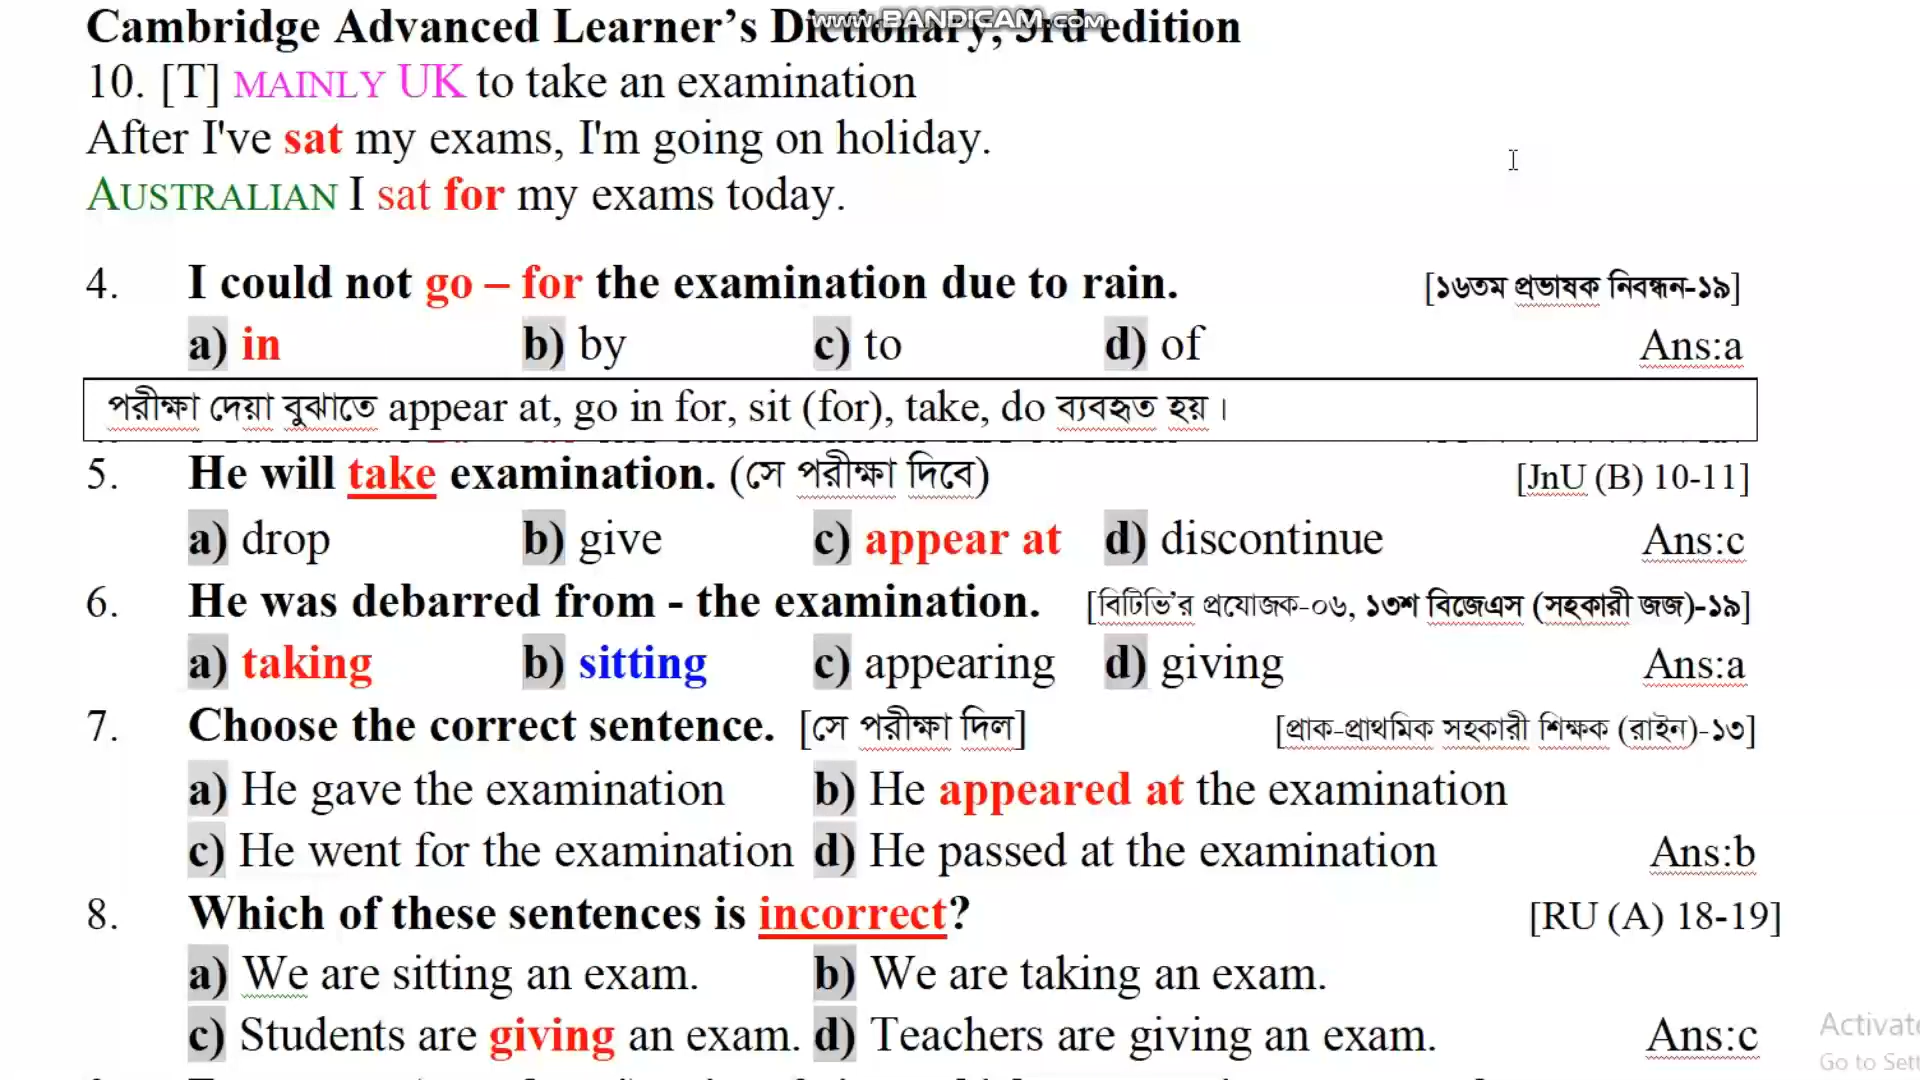 Cambridge Advanced Learner’s Dictionary, 3rd edition
www.BANDICAM.com
10. [T] MAINLY UK to take an examination
After I've sat my exams, I'm going on holiday.
AUSTRALIAN I sat for my exams today.
4. I could not go – for the examination due to rain. [১৬তম প্রভাষক নিবন্ধন-১৯]
a) in b) by c) to d) of Ans:a
পরীক্ষা দেয়া বুঝাতে appear at, go in for, sit (for), take, do ব্যবহৃত হয়।
5. He will take examination. (সে পরীক্ষা দিবে) [JnU (B) 10-11]
a) drop b) give c) appear at d) discontinue Ans:c
6. He was debarred from - the examination. [বিটিভি’র প্রযোজক-০৬, ১৩শ বিজেএস (সহকারী জজ)-১৯]
a) taking b) sitting c) appearing d) giving Ans:a
7. Choose the correct sentence. [সে পরীক্ষা দিল] [প্রাক-প্রাথমিক সহকারী শিক্ষক (রাইন)-১৩]
a) He gave the examination b) He appeared at the examination
c) He went for the examination d) He passed at the examination Ans:b
8. Which of these sentences is incorrect? [RU (A) 18-19]
a) We are sitting an exam. b) We are taking an exam.
c) Students are giving an exam. d) Teachers are giving an exam. Ans:c
Activate
Go to Sett